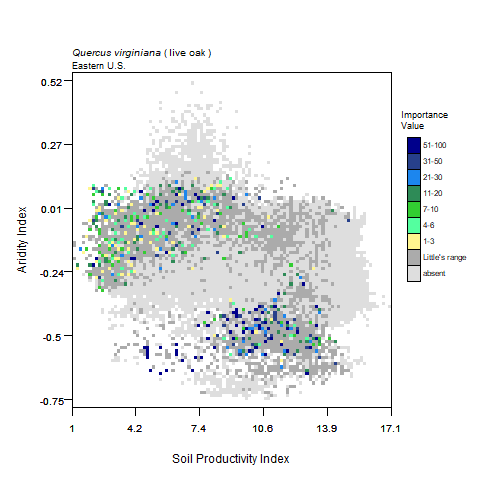 Quercus virginiana ( live oak )
Eastern U.S.
Importance
Value
51-100
31-50
21-30
11-20
7-10
4-6
1-3
Little's range
absent
Aridity Index
0.52
0.27
0.01
-0.24
-0.5
-0.75
1 4.2 7.4 10.6 13.9 17.1
Soil Productivity Index